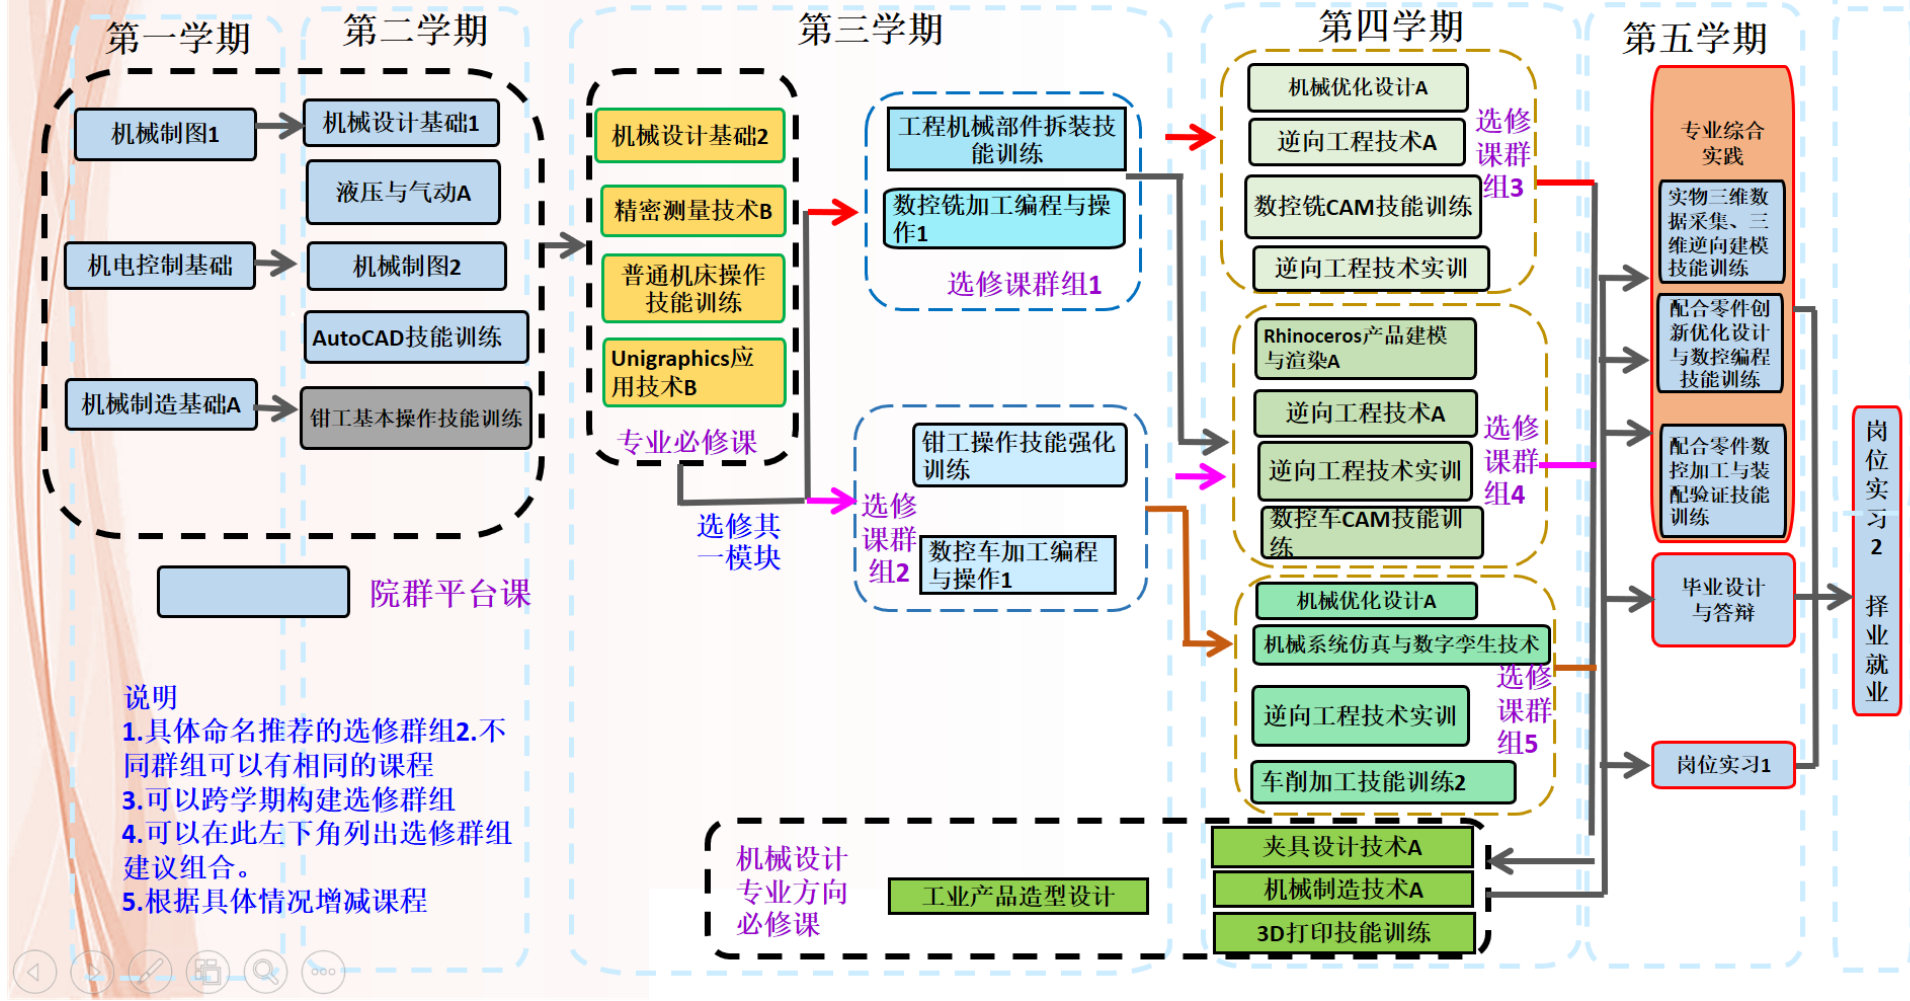 第一学期
机械制图1
机电控制基础
机械制造基础A
第二学期
机械设计基础1
液压与气动A
机械制图2
AutoCAD技能训练
钳工基本操作技能训练
院群平台课
说明
1.具体命名推荐的选修群组2.不
同群组可以有相同的课程
3.可以跨学期构建选修群组
4.可以在此左下角列出选修群组
建议组合。
5.根据具体情况增减课程
第三学期
机械设计基础2
精密测量技术B
普通机床操作
技能训练
Unigraphics应
用技术B
专业必修课
选修其
一模块
工程机械部件拆装技
能训练
数控铣加工编程与操
作1
选修课群组1
钳工操作技能强化
训练
选修
课群
组2
数控车加工编程
与操作1
机械设计
专业方向
必修课
工业产品造型设计
第四学期
机械优化设计A
逆向工程技术A
数控铣CAM技能训练
逆向工程技术实训
选修
课群
组3
Rhinoceros产品建模
与渲染A
逆向工程技术A
逆向工程技术实训
数控车CAM技能训
练
选修
课群
组4
机械优化设计A
机械系统仿真与数字孪生技术
逆向工程技术实训
车削加工技能训练2
选修
课群
组5
夹具设计技术A
机械制造技术A
3D打印技能训练
第五学期
专业综合
实践
实物三维数
据采集、三
维逆向建模
技能训练
配合零件创
新优化设计
与数控编程
技能训练
配合零件数
控加工与装
配验证技能
训练
毕业设计
与答辩
岗位实习1
岗
位
实
习
2
择
业
就
业